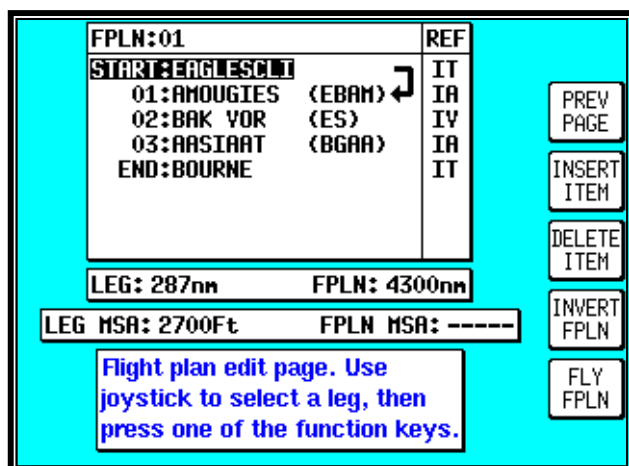 FPLN:01 REF
START:EAGLESCLI IT
01:AMOUGIES (EBAM) IA
02:BAK VOR (ES) IV
03:AASIAAT (BGAA) IA
END:BOURNE IT
LEG: 287nm FPLN: 4300nm
LEG MSA: 2700Ft FPLN MSA: -----
Flight plan edit page. Use
joystick to select a leg, then
press one of the function keys.
PREV
PAGE
INSERT
ITEM
DELETE
ITEM
INVERT
FPLN
FLY
FPLN